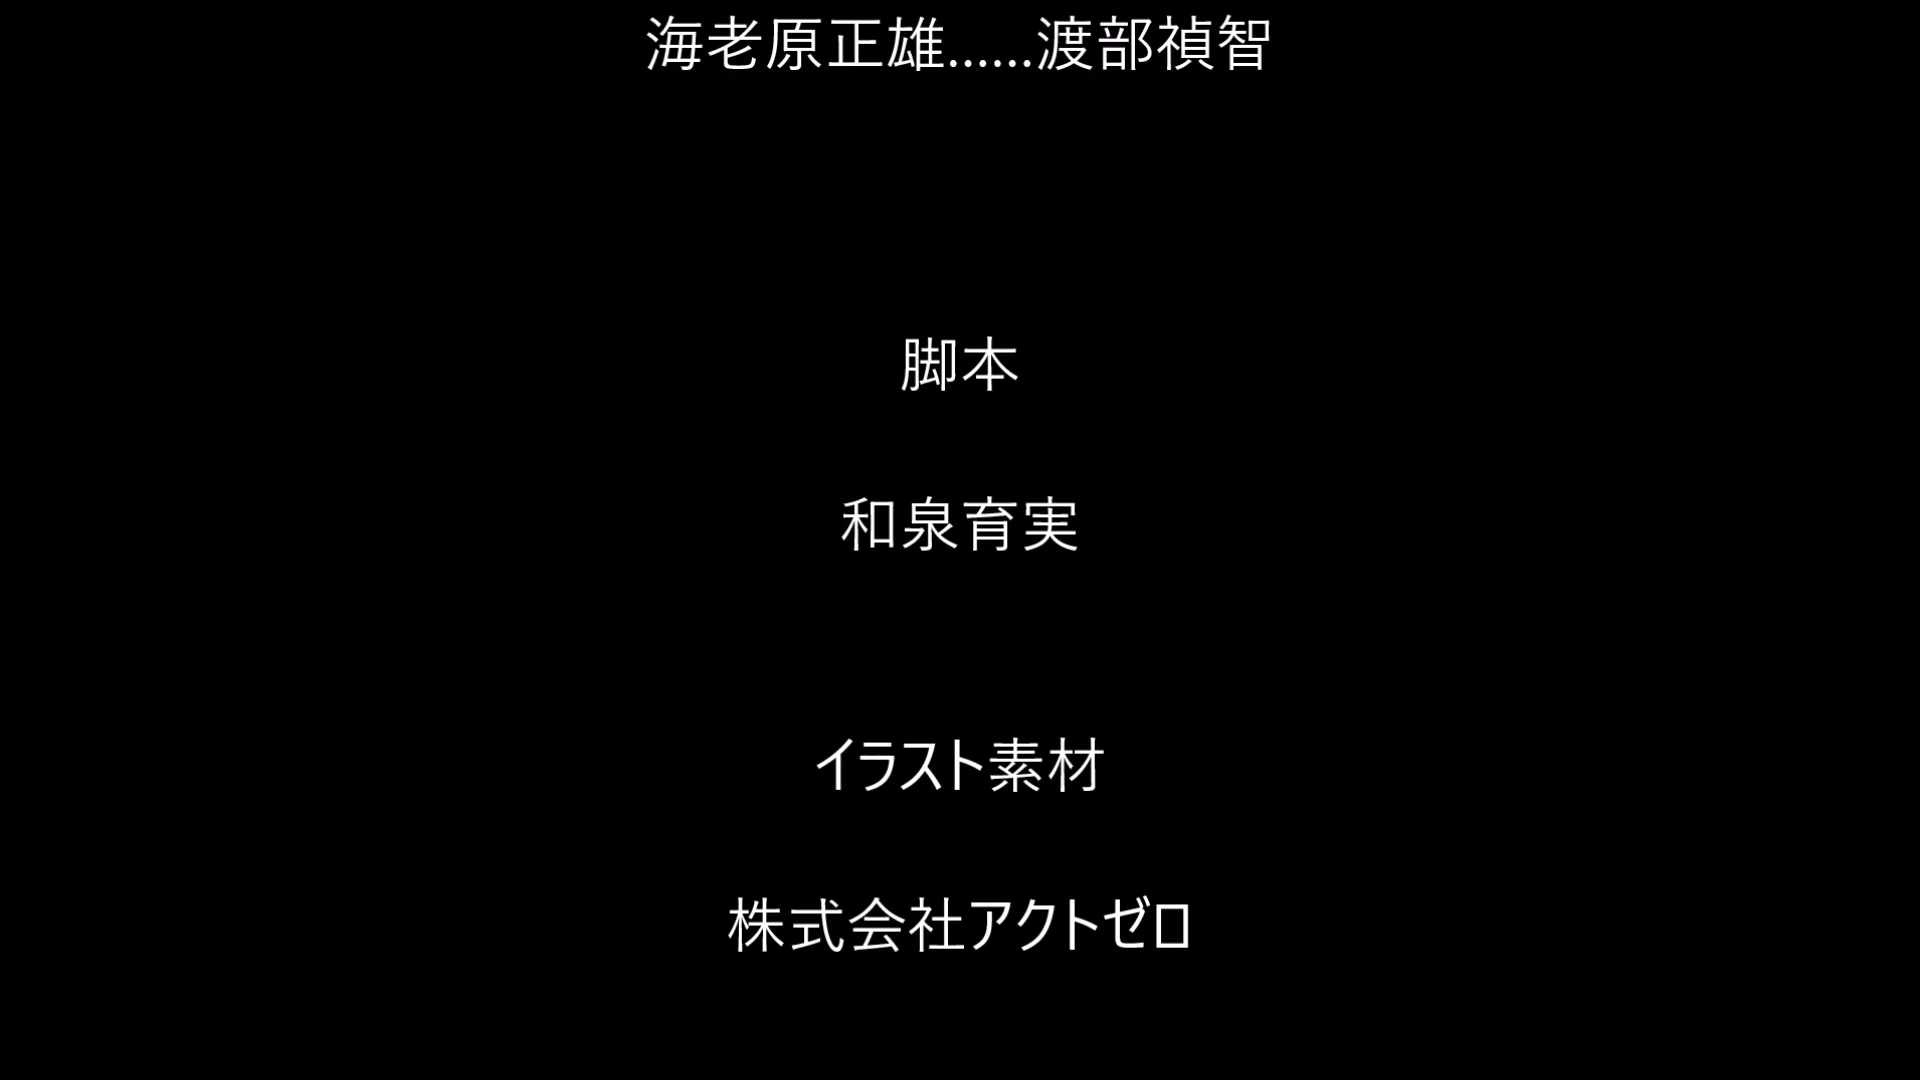 海老原正雄……渡部禎智
脚本
和泉育実
イラスト素材
株式会社アクトゼロ